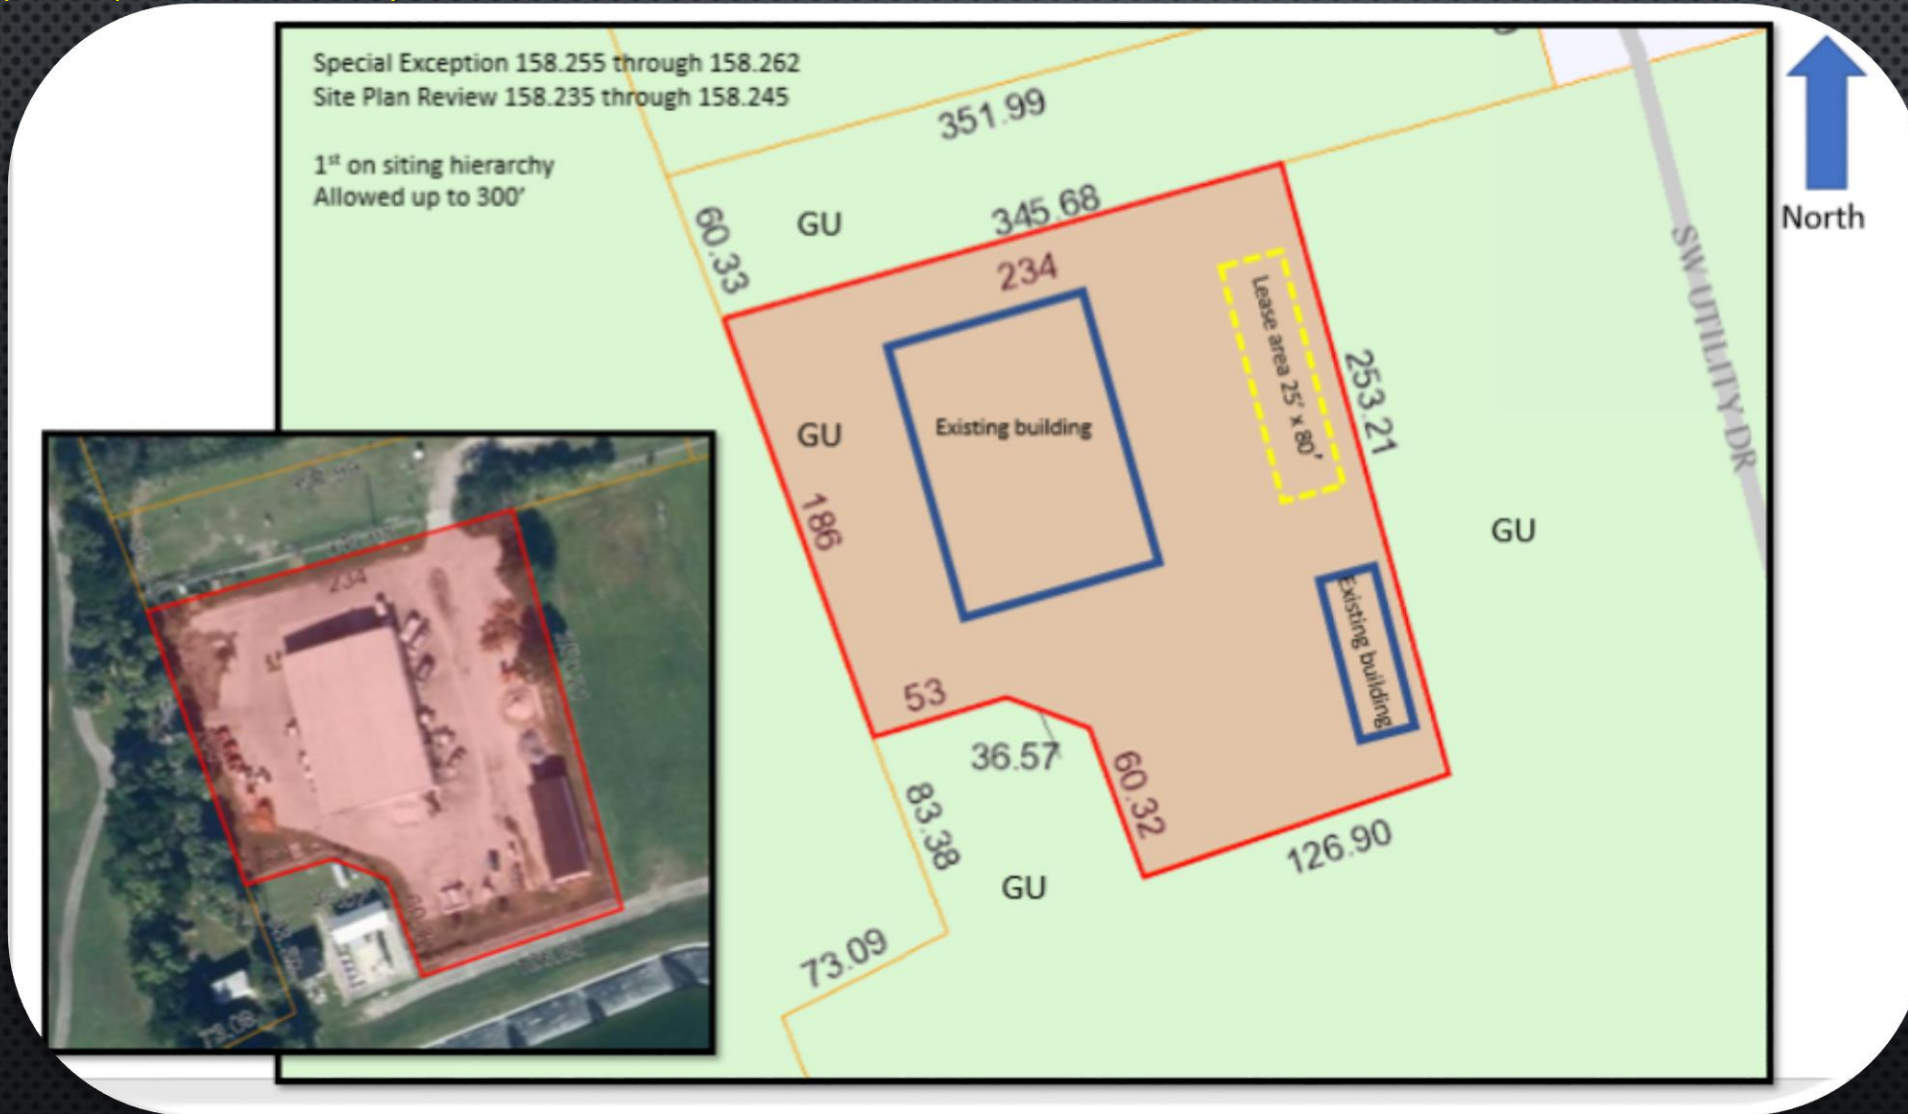 Special Exception 158.255 through 158.262
Site Plan Review 158.235 through 158.245
1st on siting hierarchy
Allowed up to 300'
351.99
North
60.33
GU
345.68
234
Lease area 25' x 80'
253.21
SW UTILITY DR
GU
Existing building
186
GU
Existing building
53
36.57
60.32
83.38
126.90
GU
73.09
234
73.09